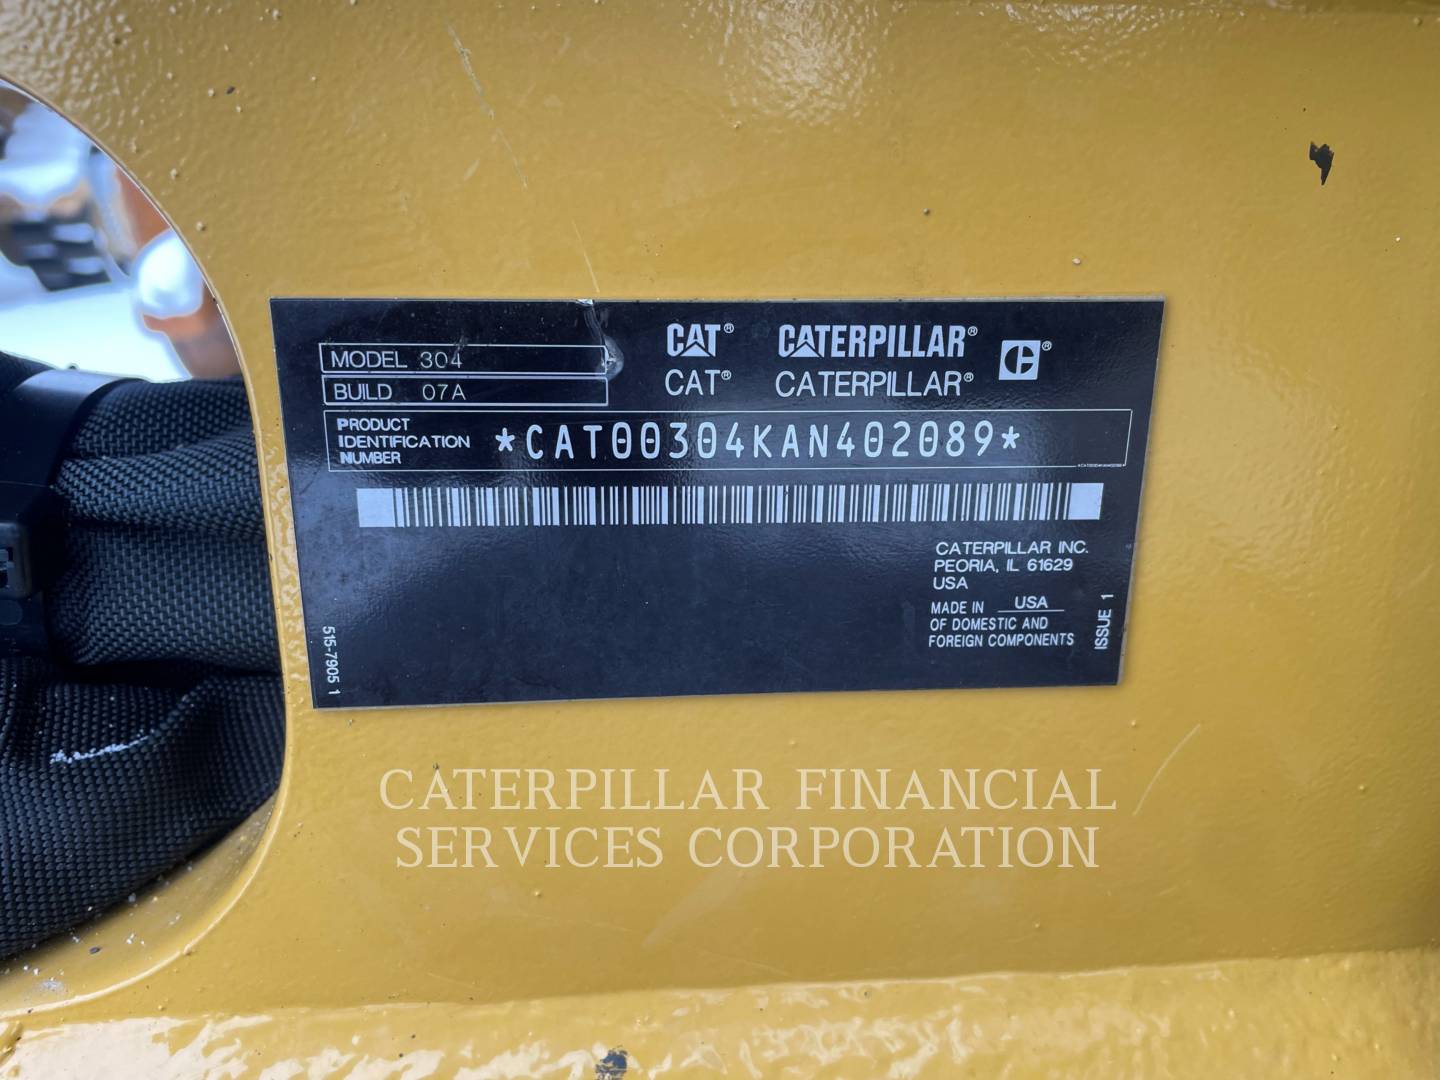 MODEL 304
BUILD 07A
CAT® CATERPILLAR® ®
CAT® CATERPILLAR®
PRODUCT
IDENTIFICATION
NUMBER
*CAT00304KAN402089*
*CAT00304KAN402089*
CATERPILLAR INC.
PEORIA, IL 61629
USA
MADE IN USA
OF DOMESTIC AND
FOREIGN COMPONENTS
ISSUE 1
515-7905 1
CATERPILLAR FINANCIAL
SERVICES CORPORATION